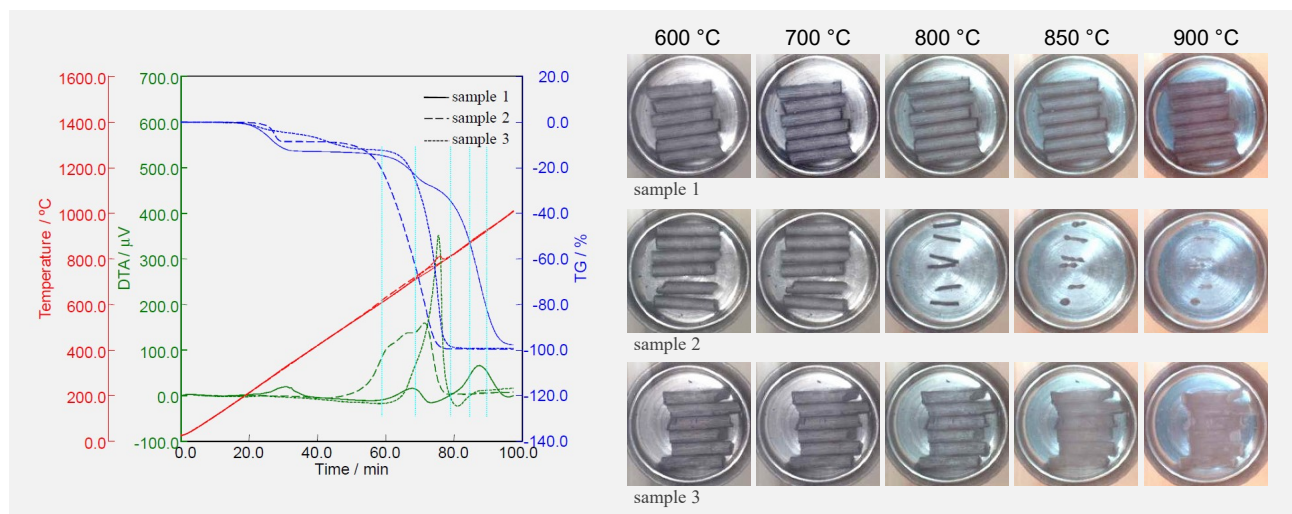 600 °C
700 °C
800 °C
850 °C
900 °C
1600.0
1400.0
1200.0
1000.0
800.0
600.0
400.0
200.0
0.0
Temperature / ºC
700.0
600.0
500.0
400.0
300.0
200.0
100.0
0.0
-100.0
DTA / µV
sample 1
sample 2
sample 3
20.0
0.0
-20.0
-40.0
-60.0
-80.0
-100.0
-120.0
-140.0
TG / %
0.0
20.0
40.0
60.0
80.0
100.0
Time / min
sample 1
sample 2
sample 3